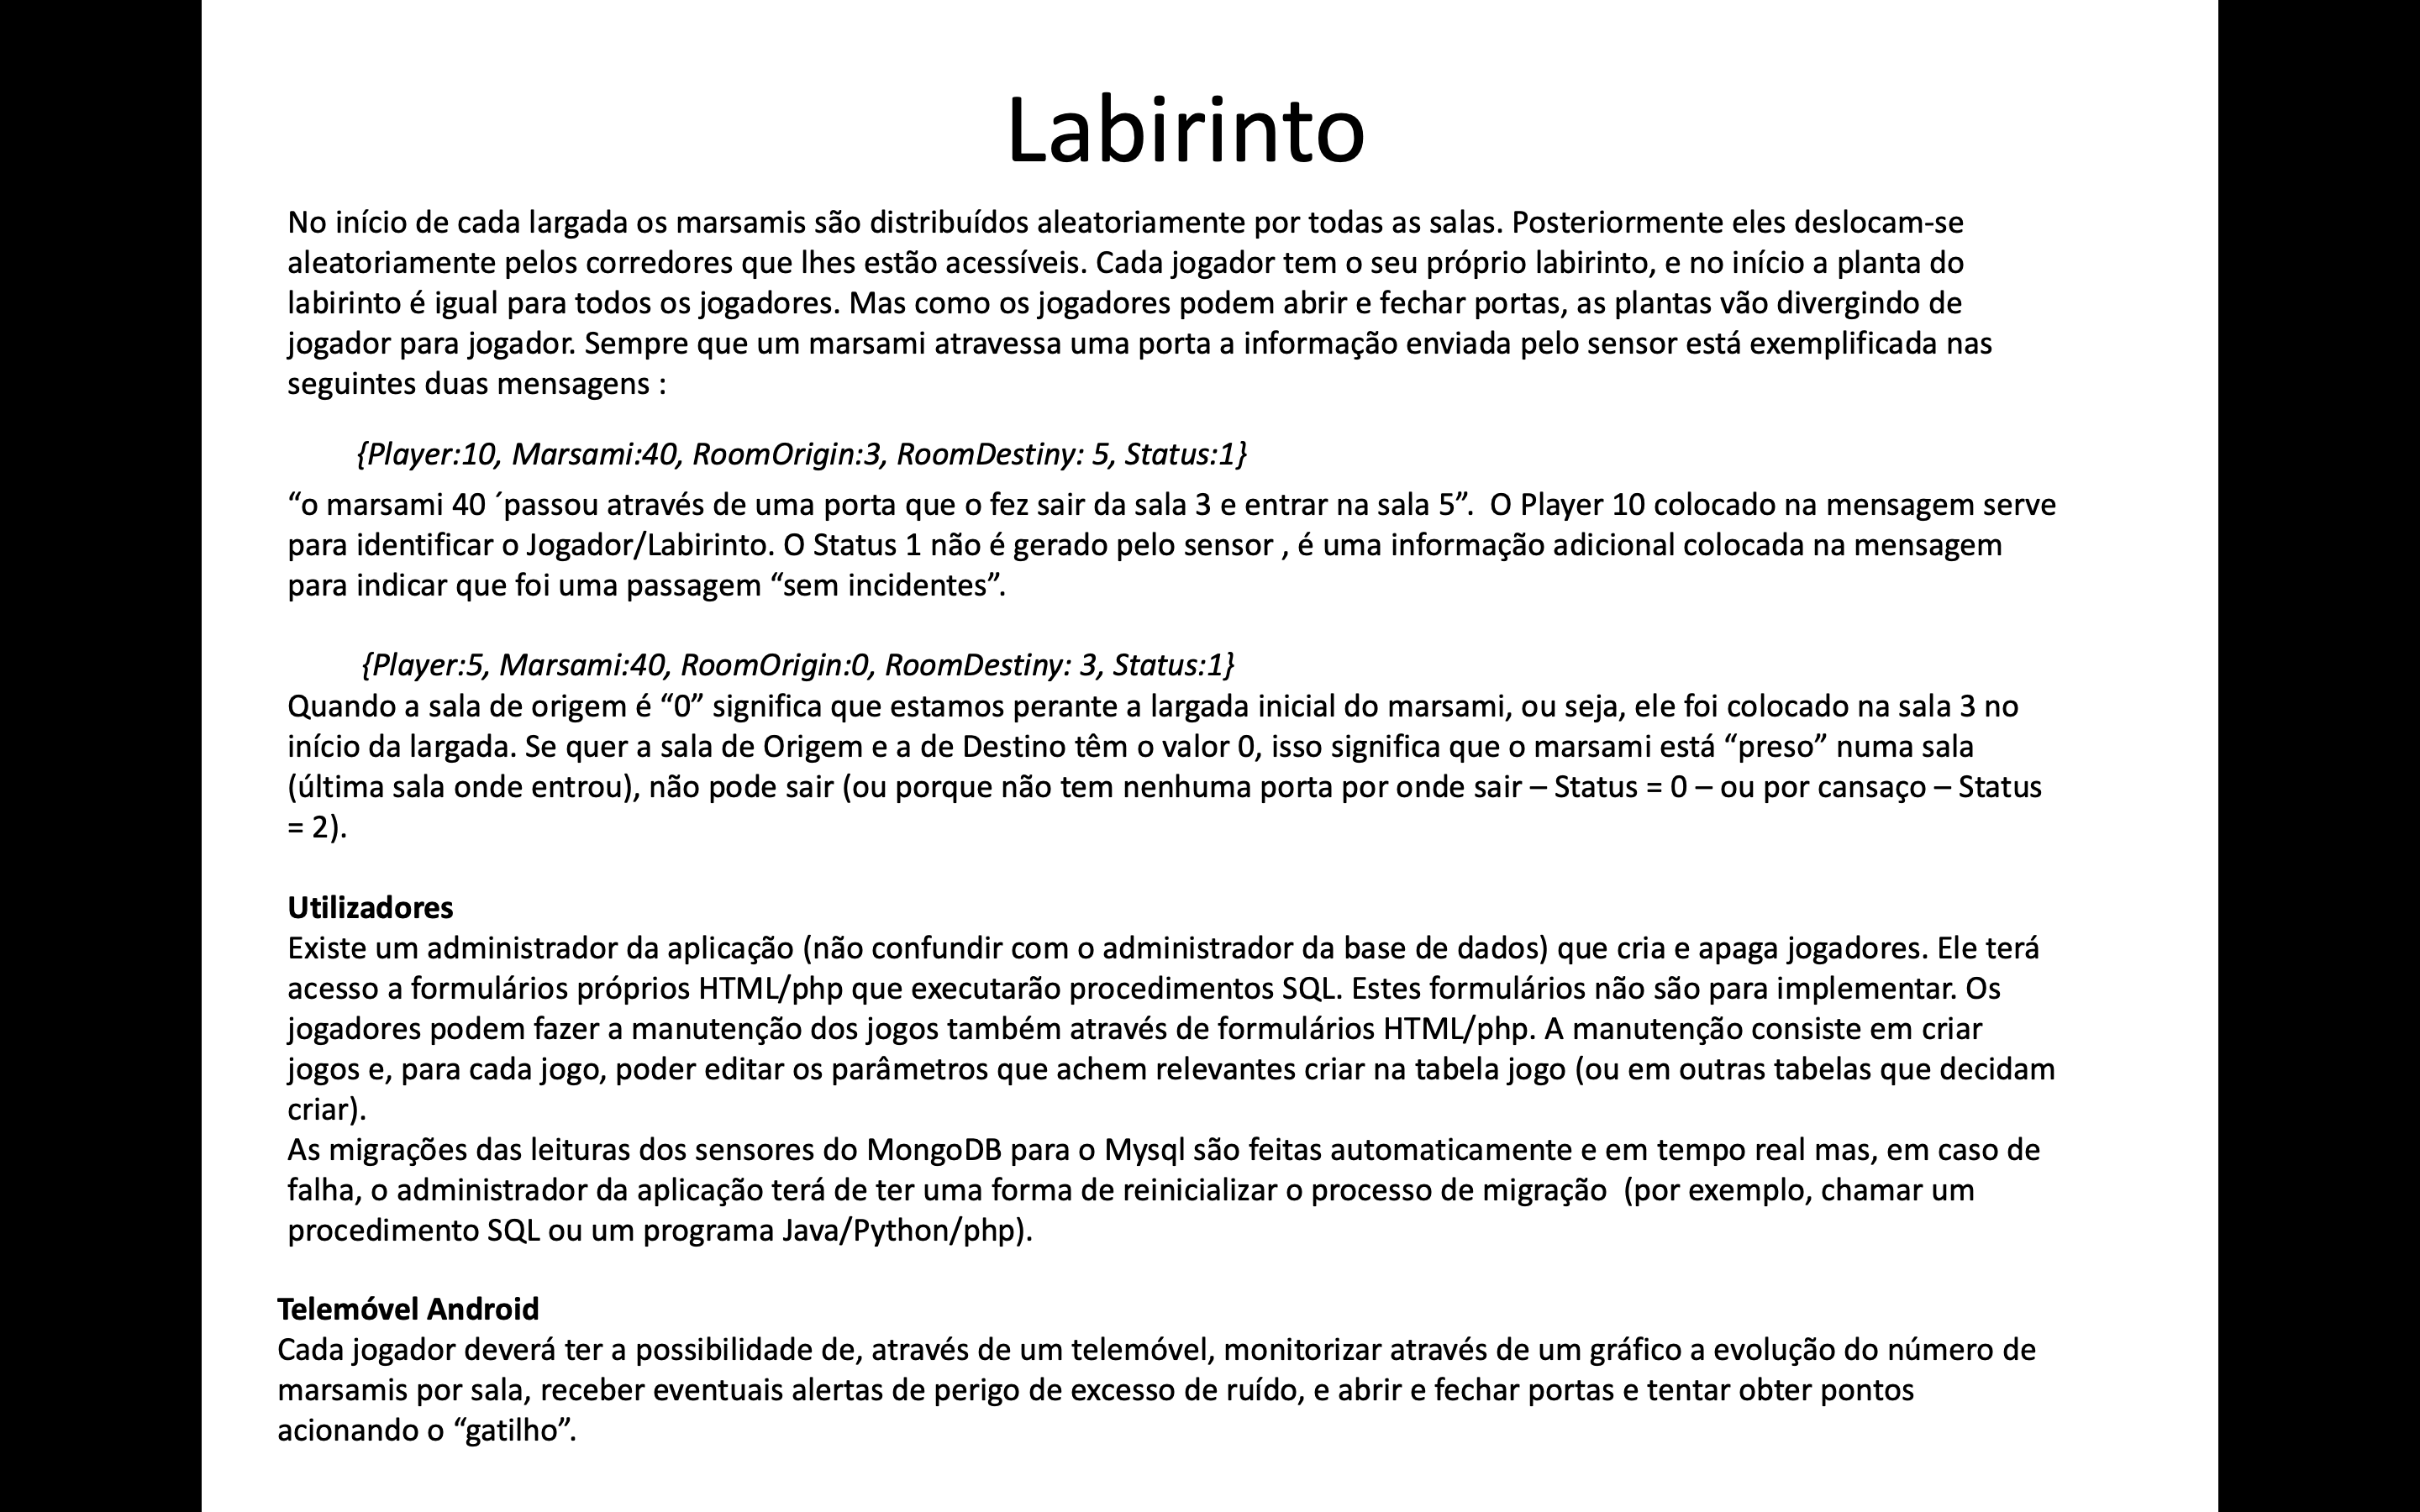 Labirinto
No início de cada largada os marsamis são distribuídos aleatoriamente por todas as salas. Posteriormente eles deslocam-se
aleatoriamente pelos corredores que lhes estão acessíveis. Cada jogador tem o seu próprio labirinto, e no início a planta do
labirinto é igual para todos os jogadores. Mas como os jogadores podem abrir e fechar portas, as plantas vão divergindo de
jogador para jogador. Sempre que um marsami atravessa uma porta a informação enviada pelo sensor está exemplificada nas
seguintes duas mensagens :
{Player:10, Marsami:40, RoomOrigin:3, RoomDestiny: 5, Status:1}
“o marsami 40 ´passou através de uma porta que o fez sair da sala 3 e entrar na sala 5”.  O Player 10 colocado na mensagem serve
para identificar o Jogador/Labirinto. O Status 1 não é gerado pelo sensor , é uma informação adicional colocada na mensagem
para indicar que foi uma passagem “sem incidentes”.
{Player:5, Marsami:40, RoomOrigin:0, RoomDestiny: 3, Status:1}
Quando a sala de origem é “0” significa que estamos perante a largada inicial do marsami, ou seja, ele foi colocado na sala 3 no
início da largada. Se quer a sala de Origem e a de Destino têm o valor 0, isso significa que o marsami está “preso” numa sala
(última sala onde entrou), não pode sair (ou porque não tem nenhuma porta por onde sair – Status = 0 – ou por cansaço – Status
= 2).
Utilizadores
Existe um administrador da aplicação (não confundir com o administrador da base de dados) que cria e apaga jogadores. Ele terá
acesso a formulários próprios HTML/php que executarão procedimentos SQL. Estes formulários não são para implementar. Os
jogadores podem fazer a manutenção dos jogos também através de formulários HTML/php. A manutenção consiste em criar
jogos e, para cada jogo, poder editar os parâmetros que achem relevantes criar na tabela jogo (ou em outras tabelas que decidam
criar).
As migrações das leituras dos sensores do MongoDB para o Mysql são feitas automaticamente e em tempo real mas, em caso de
falha, o administrador da aplicação terá de ter uma forma de reinicializar o processo de migração  (por exemplo, chamar um
procedimento SQL ou um programa Java/Python/php).
Telemóvel Android
Cada jogador deverá ter a possibilidade de, através de um telemóvel, monitorizar através de um gráfico a evolução do número de
marsamis por sala, receber eventuais alertas de perigo de excesso de ruído, e abrir e fechar portas e tentar obter pontos
acionando o “gatilho”.